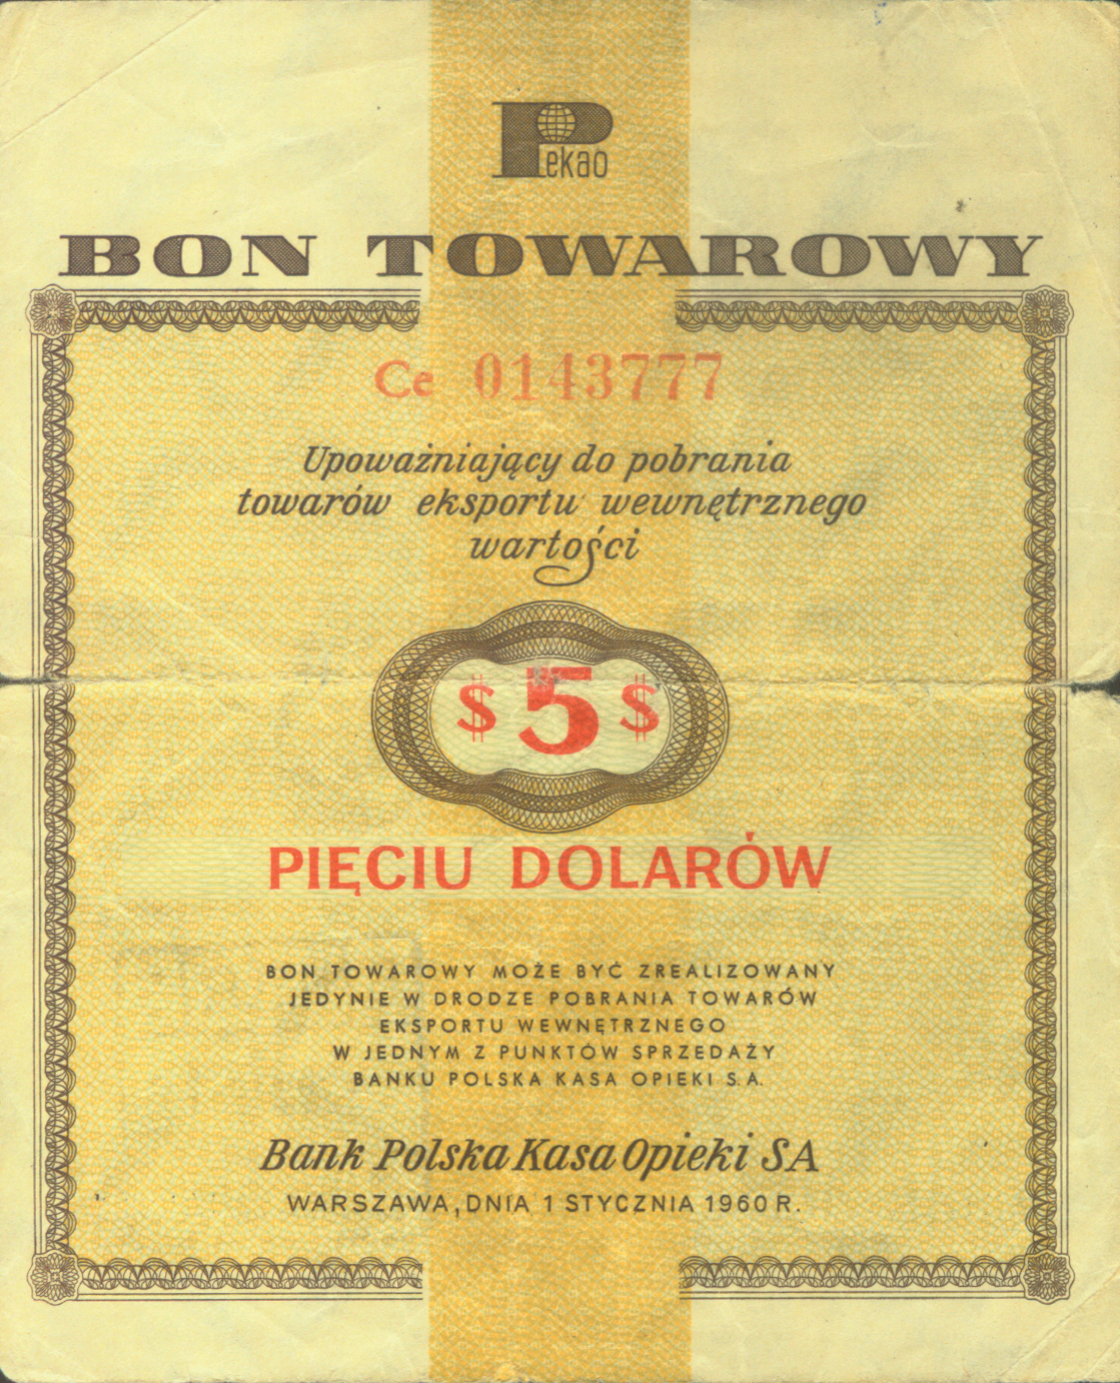 Pekao
BON TOWAROWY
Ce 0143777
Upoważniający do pobrania
towarów eksportu wewnętrznego
wartości
$ 5 $
PIĘCIU DOLARÓW
BON TOWAROWY MOŻE BYĆ ZREALIZOWANY
JEDYNIE W DRODZE POBRANIA TOWARÓW
EKSPORTU WEWNĘTRZNEGO
W JEDNYM Z PUNKTÓW SPRZEDAŻY
BANKU POLSKA KASA OPIEKI S.A.
Bank Polska Kasa Opieki SA
WARSZAWA, DNIA 1 STYCZNIA 1960 R.